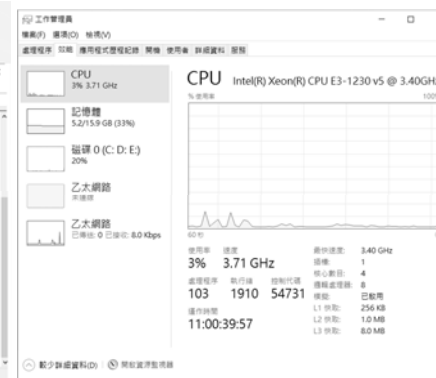 工作管理員
檔案(F) 選項(O) 檢視(V)
處理程序 效能 應用程式歷程記錄 開機 使用者 詳細資料 服務
CPU
3% 3.71 GHz
記憶體
5.2/15.9 GB (33%)
磁碟 0 (C: D: E:)
20%
乙太網路
未連線
乙太網路
已傳送: 0 已接收: 8.0 Kbps
CPU Intel(R) Xeon(R) CPU E3-1230 v5 @ 3.40GHz
% 使用率 100%
60 秒
使用率 速度
3% 3.71 GHz
處理程序 執行緒 控制代碼
103 1910 54731
運作時間
11:00:39:57
最快速度: 3.40 GHz
插槽: 1
核心數目: 4
邏輯處理器: 8
模擬: 已啟用
L1 快取: 256 KB
L2 快取: 1.0 MB
L3 快取: 8.0 MB
較少詳細資料(D) 開啟資源監視器